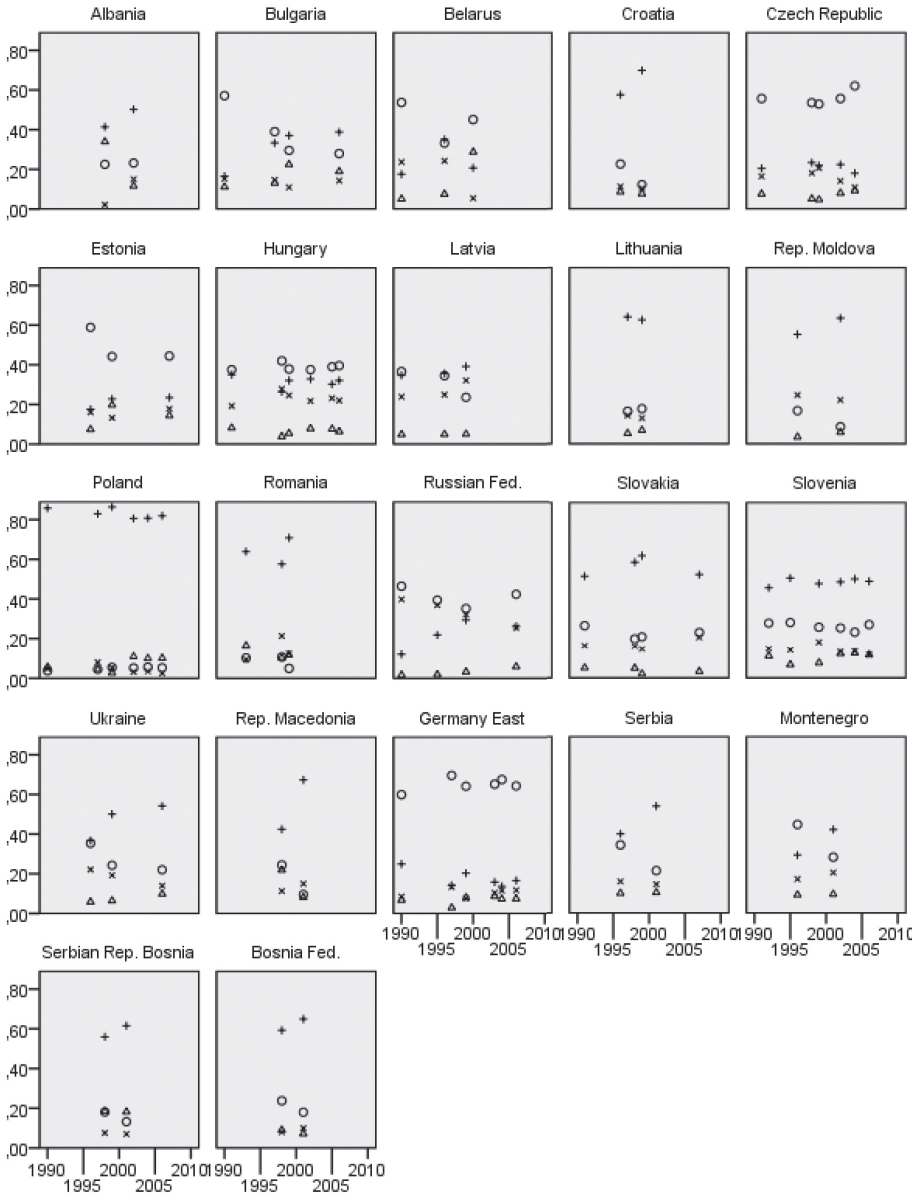 Albania Bulgaria Belarus Croatia Czech Republic
,80
,60
,40
,20
,00
Estonia Hungary Latvia Lithuania Rep. Moldova
,80
,60
,40
,20
,00
Poland Romania Russian Fed. Slovakia Slovenia
,80
,60
,40
,20
,00
Ukraine Rep. Macedonia Germany East Serbia Montenegro
,80
,60
,40
,20
,00
1990 2000 2010 1990 2000 2010 1990 2000 2010
1995 2005 1995 2005 1995 2005
Serbian Rep. Bosnia Bosnia Fed.
,80
,60
,40
,20
,00
1990 2000 2010 1990 2000 2010
1995 2005 1995 2005